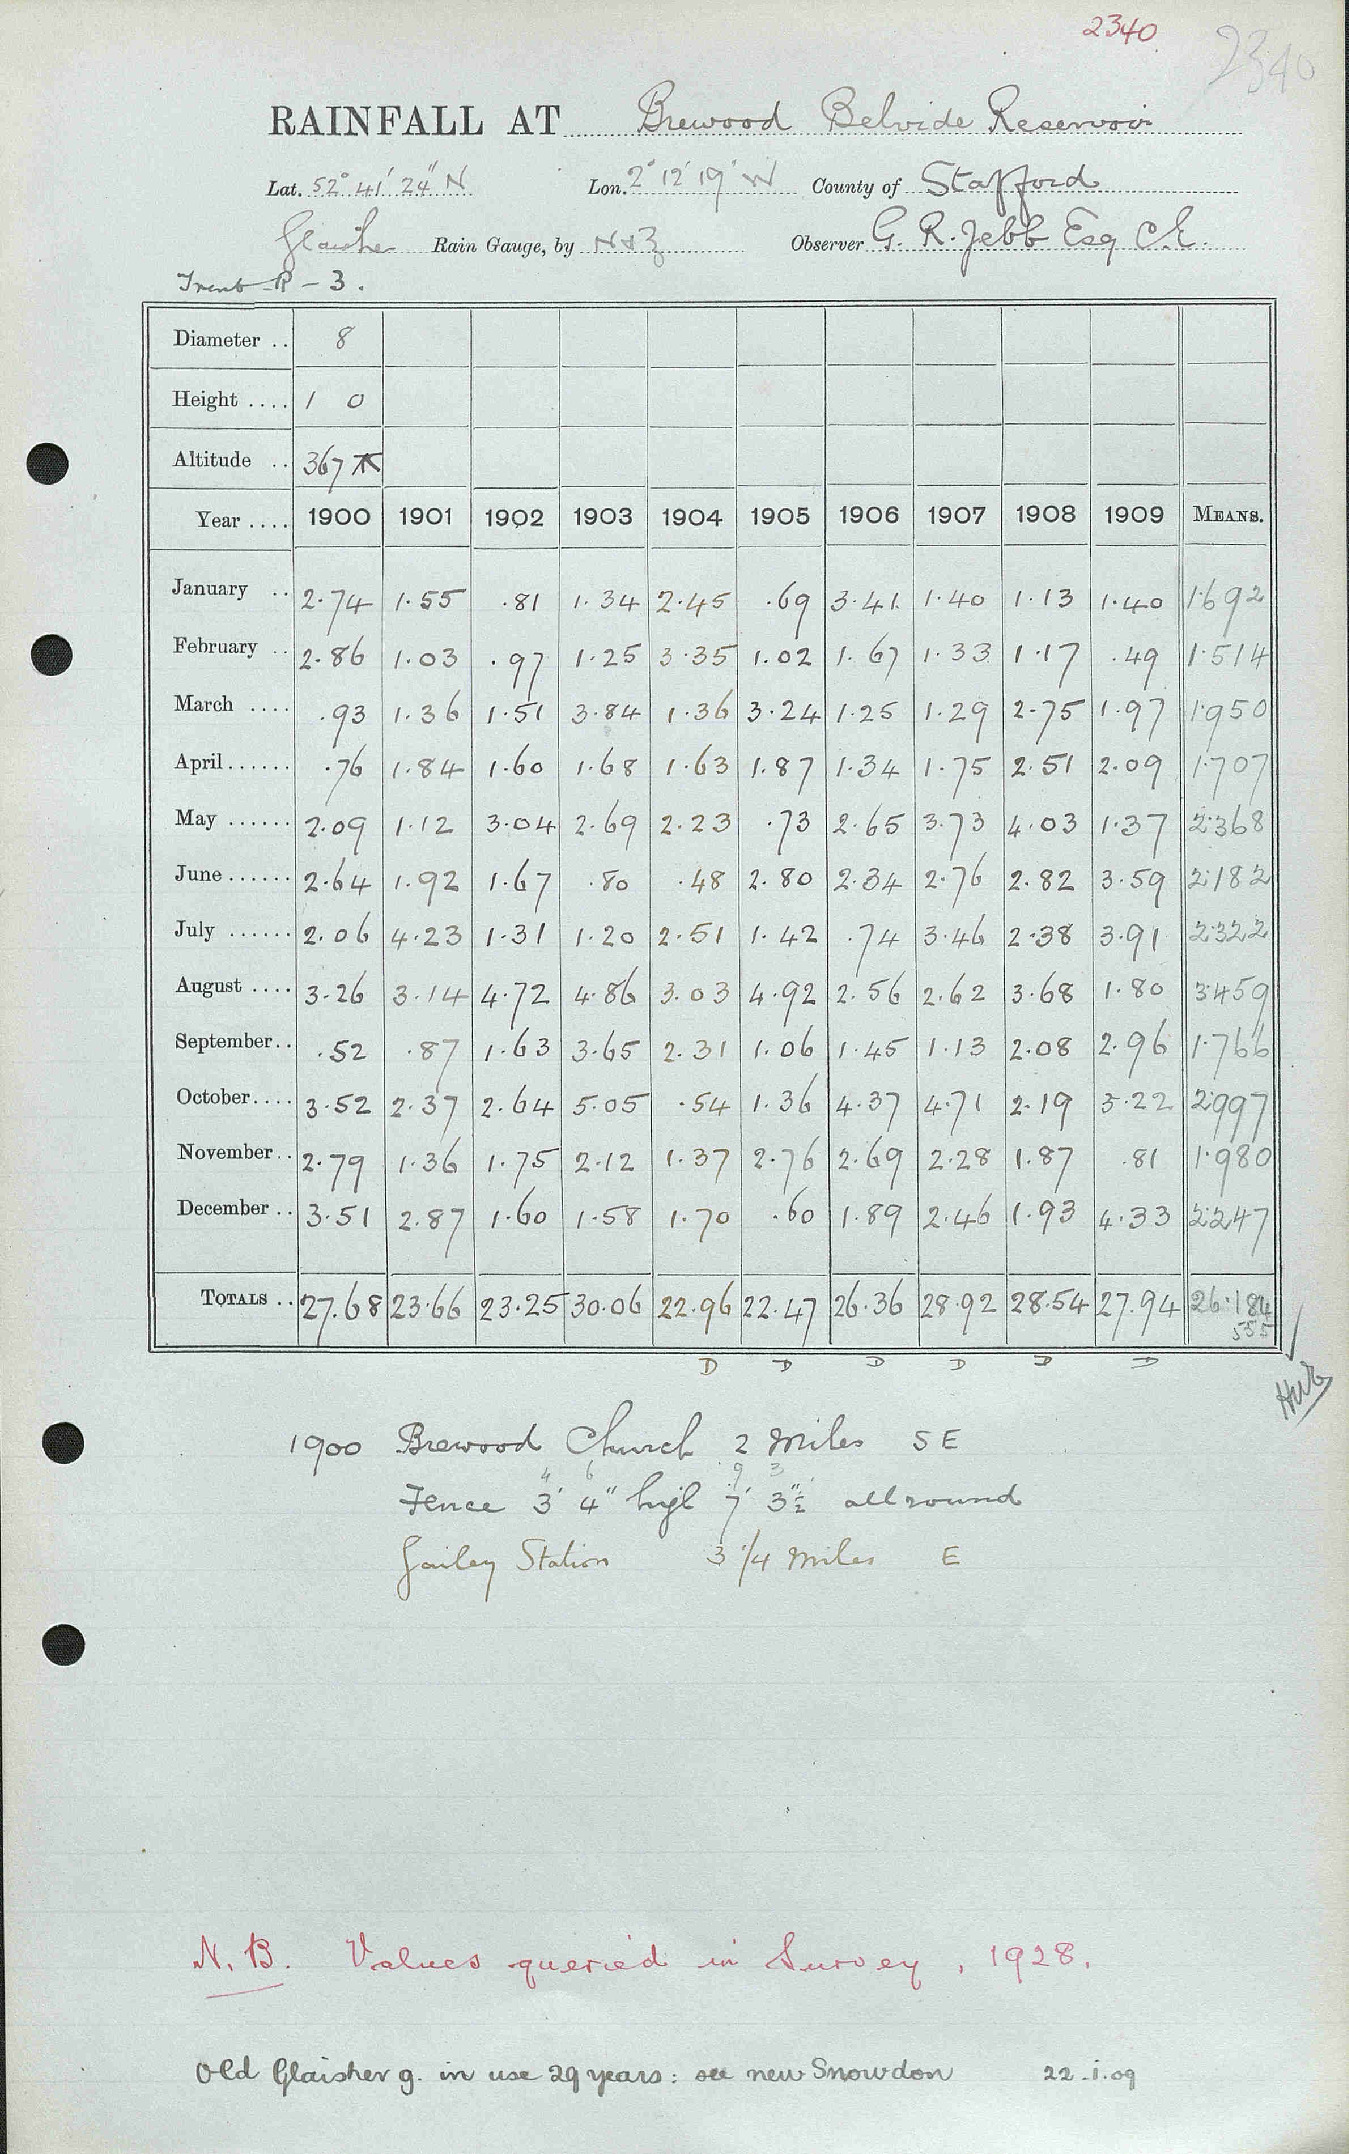 2340
2340
RAINFALL AT Brewood Belvide Reservoir
Lat. 52° 41' 24" N Lon. 2° 12' 19" W County of Stafford
Glaisher Rain Gauge, by N & Z Observer G. R. Jebb Esq C.E.
Trent R - 3.
Diameter .. 8
Height .... 1 0
Altitude .. 367
Year .... 1900 1901 1902 1903 1904 1905 1906 1907 1908 1909 MEANS.
January .. 2.74 1.55 .81 1.34 2.45 .69 3.41 1.40 1.13 1.40 1.692
February .. 2.86 1.03 .97 1.25 3.35 1.02 1.67 1.33 1.17 .49 1.514
March .... .93 1.36 1.51 3.84 1.36 3.24 1.25 1.29 2.75 1.97 1.950
April ...... .76 1.84 1.60 1.68 1.63 1.87 1.34 1.75 2.51 2.09 1.707
May ...... 2.09 1.12 3.04 2.69 2.23 .73 2.65 3.73 4.03 1.37 2.368
June ...... 2.64 1.92 1.67 .80 .48 2.80 2.34 2.76 2.82 3.59 2.182
July ...... 2.06 4.23 1.31 1.20 2.51 1.42 .74 3.46 2.38 3.91 2.322
August .... 3.26 3.14 4.72 4.86 3.03 4.92 2.56 2.62 3.68 1.80 3.459
September .. .52 .87 1.63 3.65 2.31 1.06 1.45 1.13 2.08 2.96 1.766
October .... 3.52 2.37 2.64 5.05 .54 1.36 4.37 4.71 2.19 3.22 2.997
November .. 2.79 1.36 1.75 2.12 1.37 2.76 2.69 2.28 1.87 .81 1.980
December .. 3.51 2.87 1.60 1.58 1.70 .60 1.89 2.46 1.93 4.33 2.247
TOTALS .. 27.68 23.66 23.25 30.06 22.96 22.47 26.36 28.92 28.54 27.94 26.184
555
D D D D D D
1900 Brewood Church 2 Miles SE
4 6 9 3
Fence 3' 4" high 7' 3½" all round
Gailey Station 3 1/4 Miles E
N.B. Values queried in Survey, 1928.
Old Glaisher g. in use 29 years: see new Snowdon 22.i.09